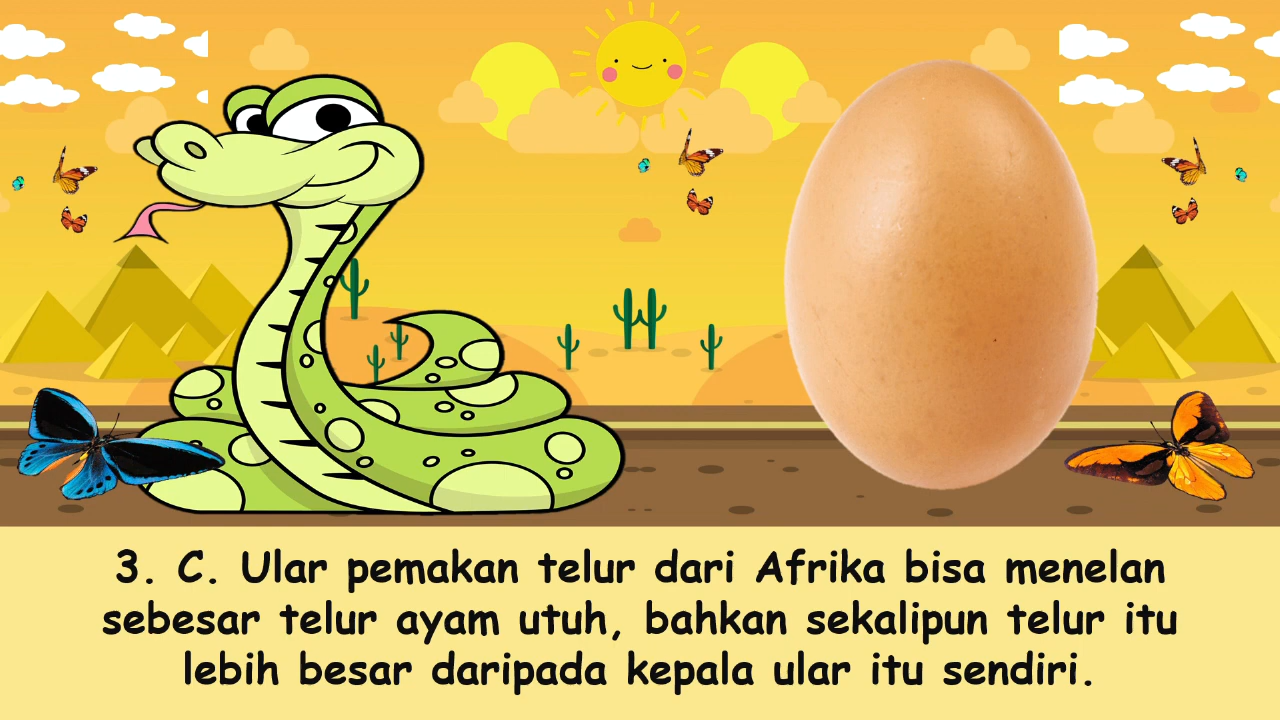 3. C. Ular pemakan telur dari Afrika bisa menelan
sebesar telur ayam utuh, bahkan sekalipun telur itu
lebih besar daripada kepala ular itu sendiri.